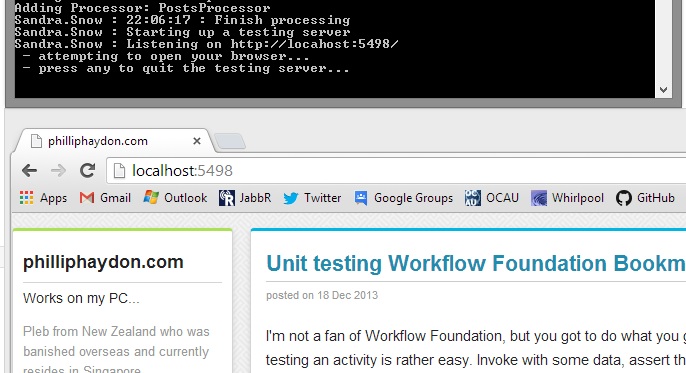 Adding Processor: PostsProcessor
Sandra.Snow : 22:06:17 : Finish processing
Sandra.Snow : Starting up a testing server
Sandra.Snow : Listening on http://locahost:5498/
- attempting to open your browser...
- press any to quit the testing server...
philliphaydon.com
localhost:5498
Apps Gmail Outlook JabbR Twitter Google Groups OCAU Whirlpool GitHub
philliphaydon.com
Works on my PC...
Pleb from New Zealand who was
banished overseas and currently
resides in Singapore
Unit testing Workflow Foundation Bookm
posted on 18 Dec 2013
I'm not a fan of Workflow Foundation, but you got to do what you g
testing an activity is rather easy. Invoke with some data, assert th